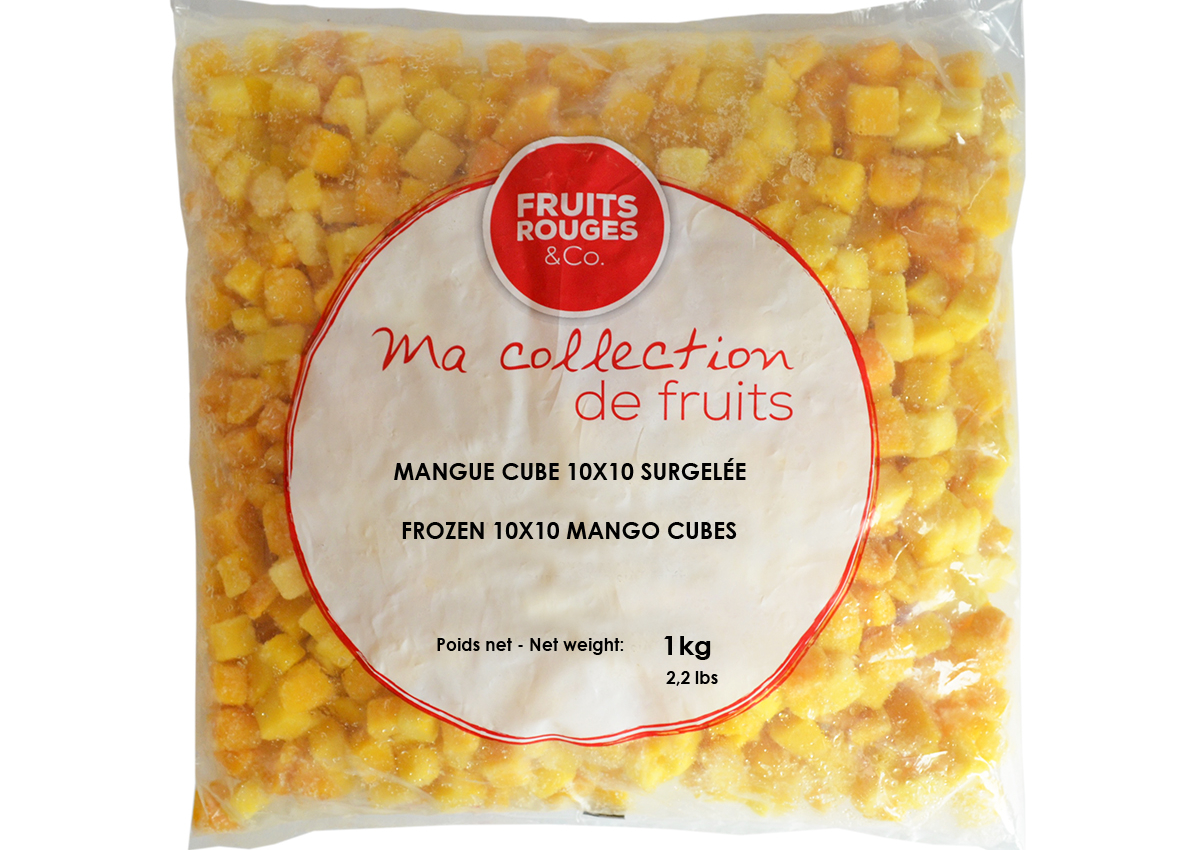 FRUITS
ROUGES
&Co.
Ma collection
de fruits
MANGUE CUBE 10X10 SURGELÉE
FROZEN 10X10 MANGO CUBES
Poids net - Net weight: 1kg
2,2 lbs